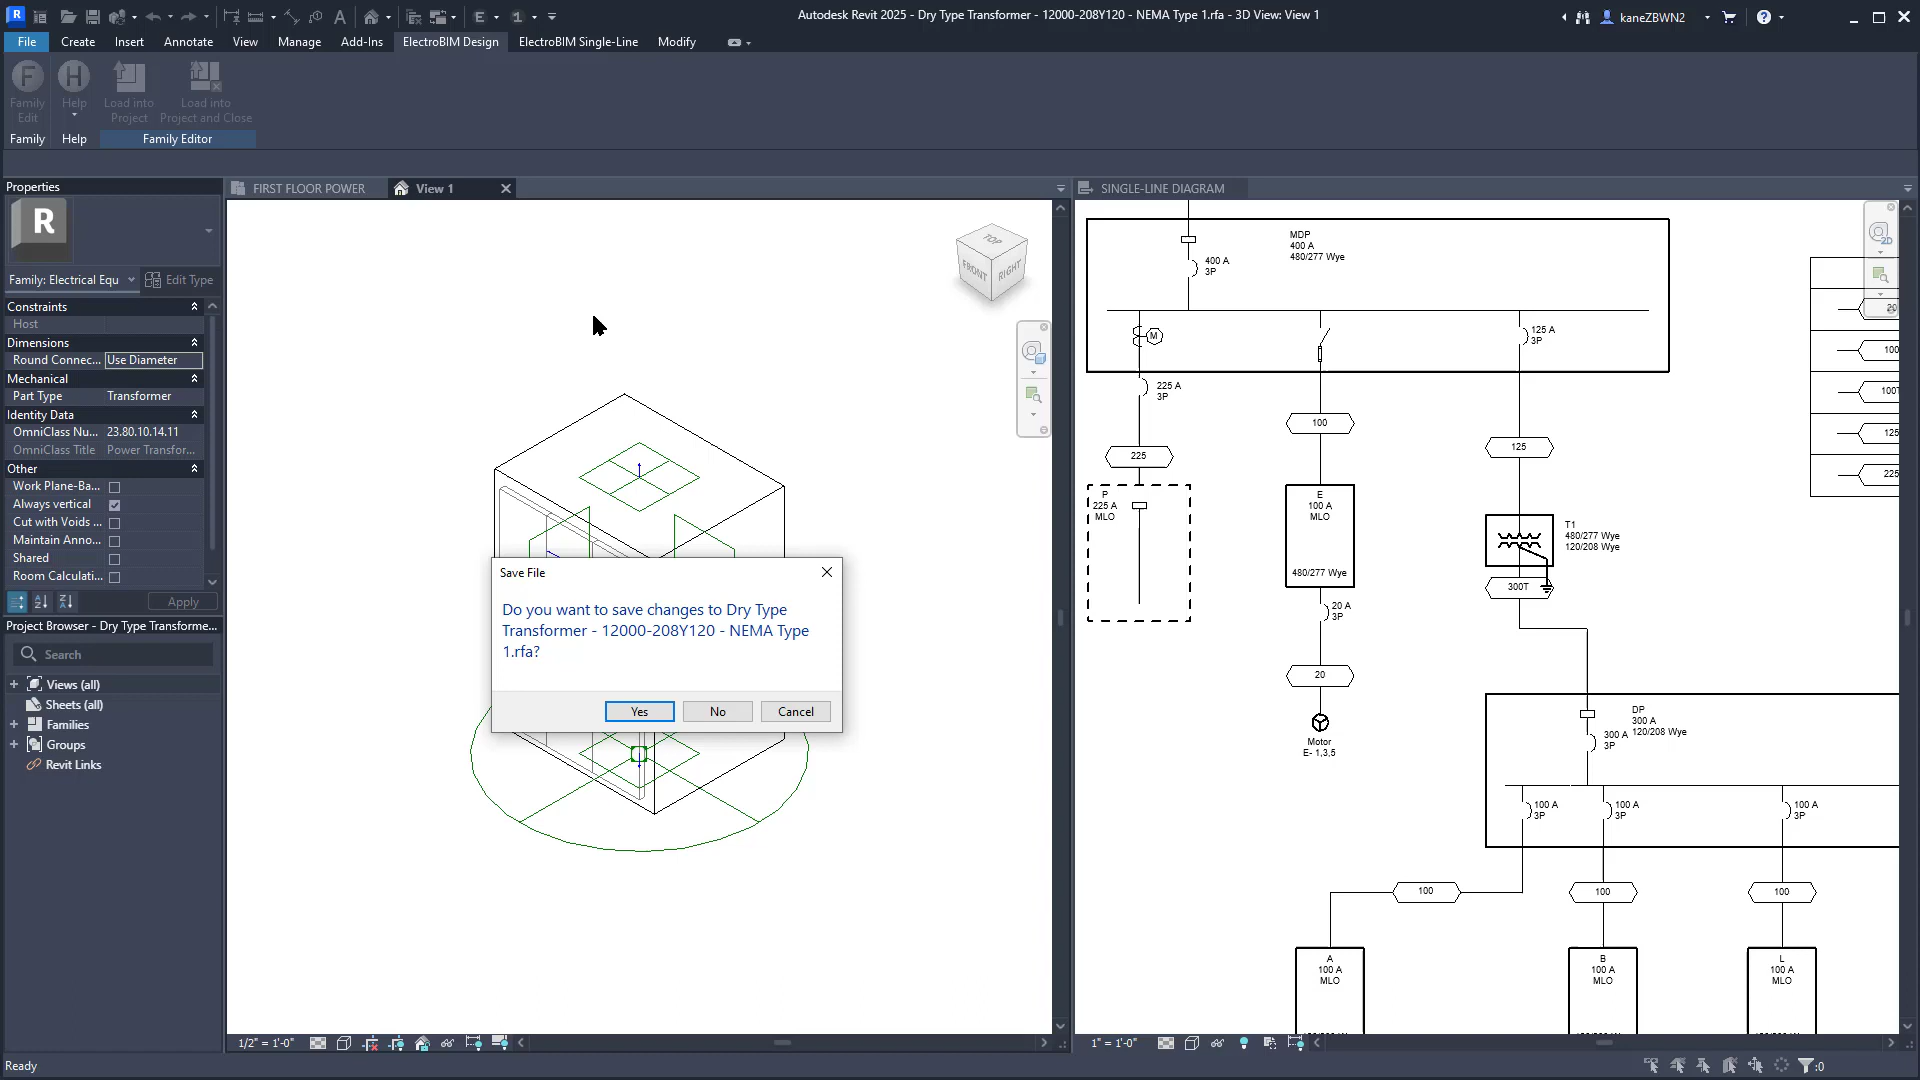 Autodesk Revit 2025 - Dry Type Transformer - 12000-208Y120 - NEMA Type 1.rfa - 3D View: View 1
kaneZBWN2
File Create Insert Annotate View Manage Add-Ins ElectroBIM Design ElectroBIM Single-Line Modify
Family
Edit
Help
Load into
Project
Load into
Project and Close
Family Help Family Editor
Properties
R
Family: Electrical Equ
Edit Type
Constraints
Host
Dimensions
Round Connec... Use Diameter
Mechanical
Part Type Transformer
Identity Data
OmniClass Nu... 23.80.10.14.11
OmniClass Title Power Transfor...
Other
Work Plane-Ba...
Always vertical
Cut with Voids ...
Maintain Anno...
Shared
Room Calculati...
Apply
Project Browser - Dry Type Transforme...
Search
Views (all)
Sheets (all)
Families
Groups
Revit Links
Ready
FIRST FLOOR POWER
View 1
TOP
FRONT
RIGHT
Save File
Do you want to save changes to Dry Type
Transformer - 12000-208Y120 - NEMA Type
1.rfa?
Yes No Cancel
1/2" = 1'-0"
SINGLE-LINE DIAGRAM
2D
MDP
400 A
480/277 Wye
400 A
3P
M
125 A
3P
225 A
3P
100
225
125
20
100
100T
125
225
P
225 A
MLO
E
100 A
MLO
480/277 Wye
T1
480/277 Wye
120/208 Wye
300T
20 A
3P
20
Motor
E- 1,3,5
DP
300 A
120/208 Wye
300 A
3P
100 A
3P
100 A
3P
100 A
3P
100
100
100
A
100 A
MLO
B
100 A
MLO
L
100 A
MLO
1" = 1'-0"
:0